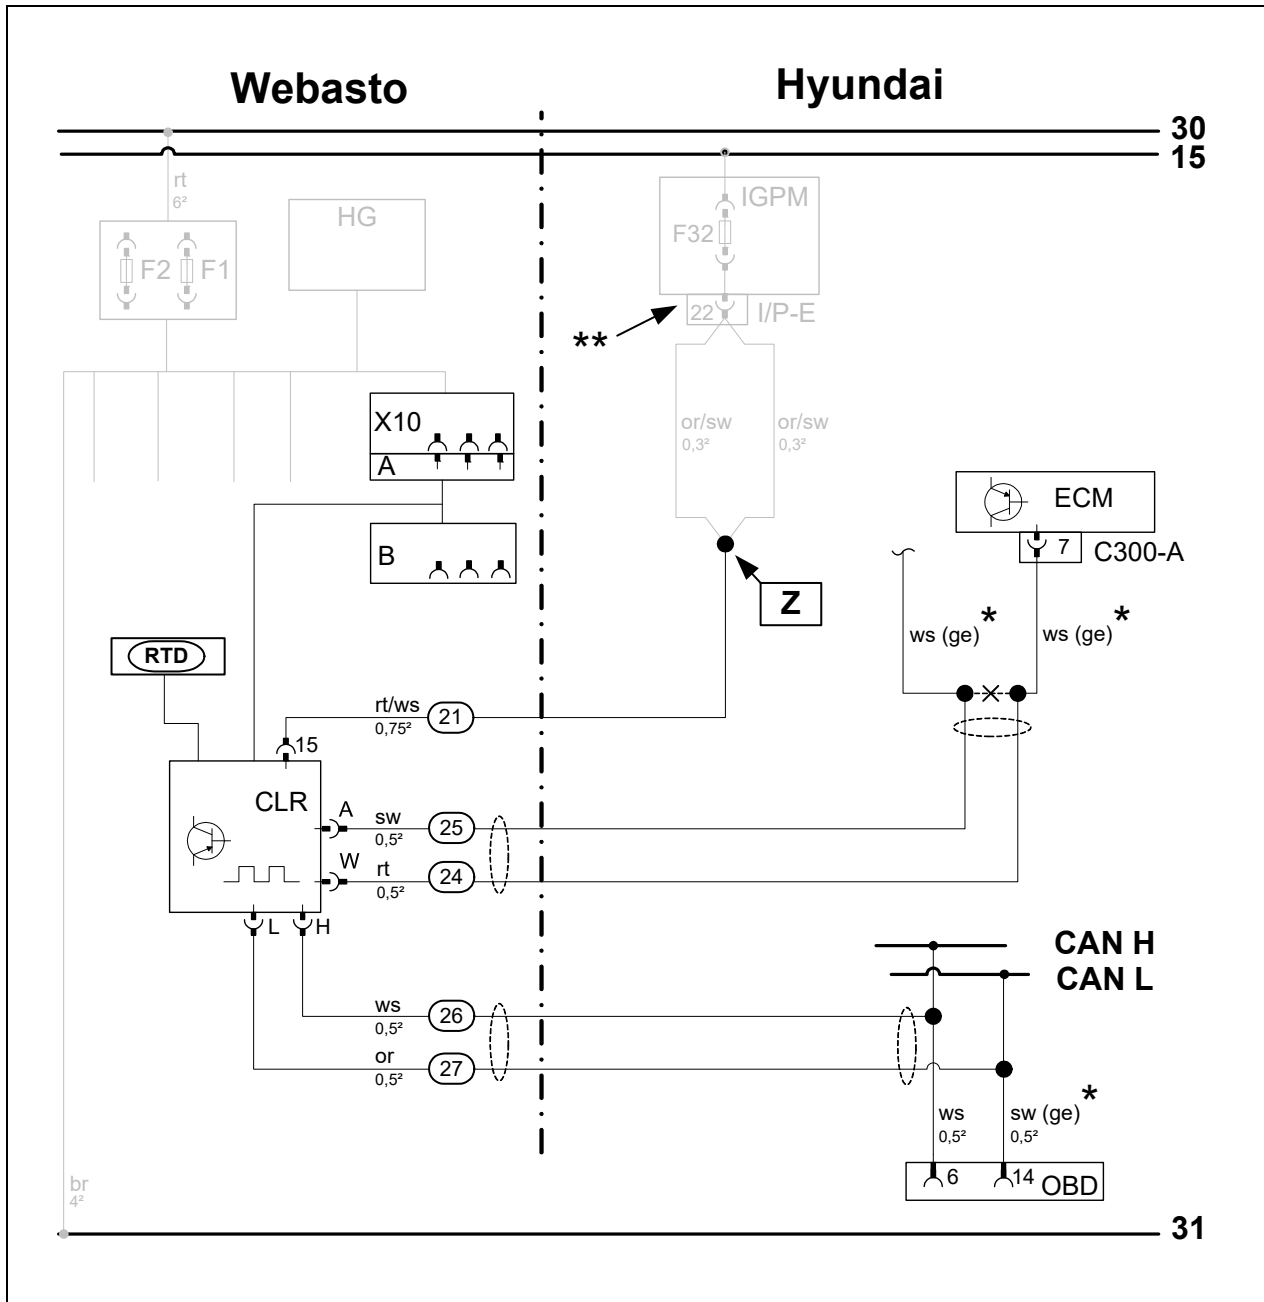 Webasto
Hyundai
30
15
rt
6²
HG
IGPM
F32
F2
F1
22
I/P-E
**
X10
or/sw
0,3²
or/sw
0,3²
A
ECM
7
C300-A
B
Z
ws (ge)*
ws (ge)*
RTD
rt/ws
0,75²
21
15
CLR
A
sw
0,5²
25
W
rt
0,5²
24
L
H
CAN H
CAN L
ws
0,5²
26
or
0,5²
27
ws
0,5²
sw (ge)*
0,5²
6
14
OBD
br
4²
31